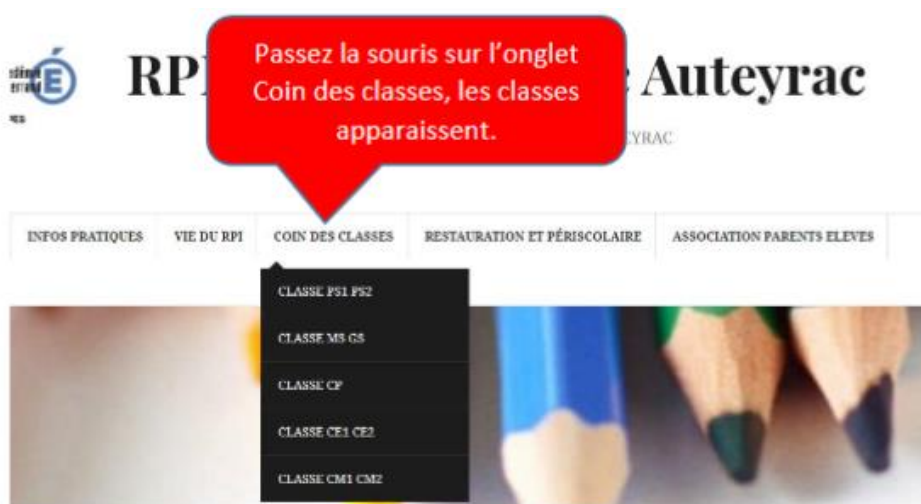 RPI
Auteyrac
Passez la souris sur l'onglet
Coin des classes, les classes
apparaissent.
INFOS PRATIQUES
VIE DU RPI
COIN DES CLASSES
RESTAURATION ET PÉRISCOLAIRE
ASSOCIATION PARENTS ELEVES
CLASSE PS1 PS2
CLASSE MS GS
CLASSE CP
CLASSE CE1 CE2
CLASSE CM1 CM2